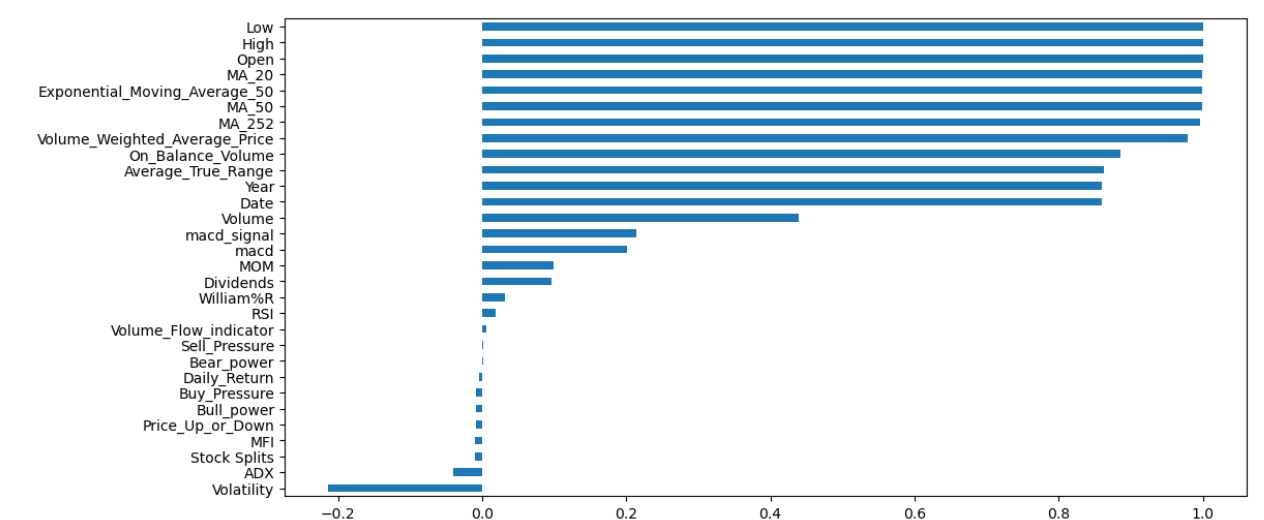 Low
High
Open
MA_20
Exponential_Moving_Average_50
MA_50
MA_252
Volume_Weighted_Average_Price
On_Balance_Volume
Average_True_Range
Year
Date
Volume
macd_signal
macd
MOM
Dividends
William%R
RSI
Volume_Flow_indicator
Sell_Pressure
Bear_power
Daily_Return
Buy_Pressure
Bull_power
Price_Up_or_Down
MFI
Stock Splits
ADX
Volatility
−0.2 0.0 0.2 0.4 0.6 0.8 1.0